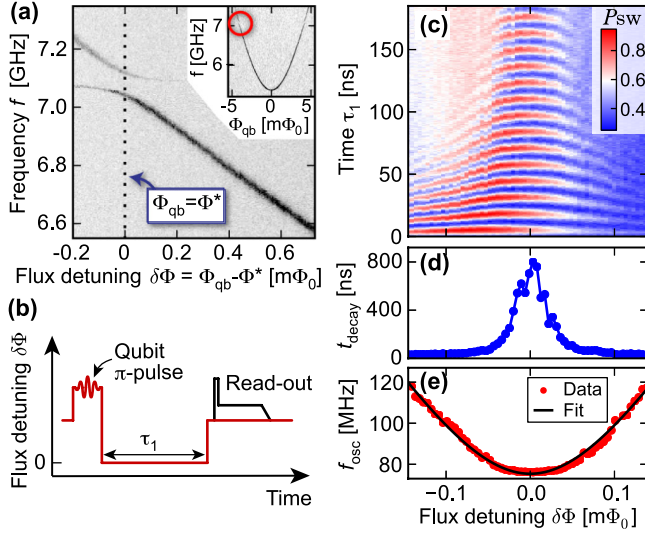 (a)
Frequency f
[GHz]
7.2
7.0
6.8
6.6
f
[GHz]
7
6
-5
0
5
Φqb [mΦ0]
Φqb=Φ*
-0.2
0
0.2
0.4
0.6
Flux detuning δΦ = Φqb-Φ* [mΦ0]
(b)
Flux detuning δΦ
Qubit
π-pulse
Read-out
τ1
0
Time
(c)
Psw
0.8
0.6
0.4
Time τ1 [ns]
150
100
50
0
(d)
tdecay [ns]
800
400
0
(e)
Data
Fit
fosc [MHz]
120
100
80
−0.1
0.0
0.1
Flux detuning δΦ [mΦ0]